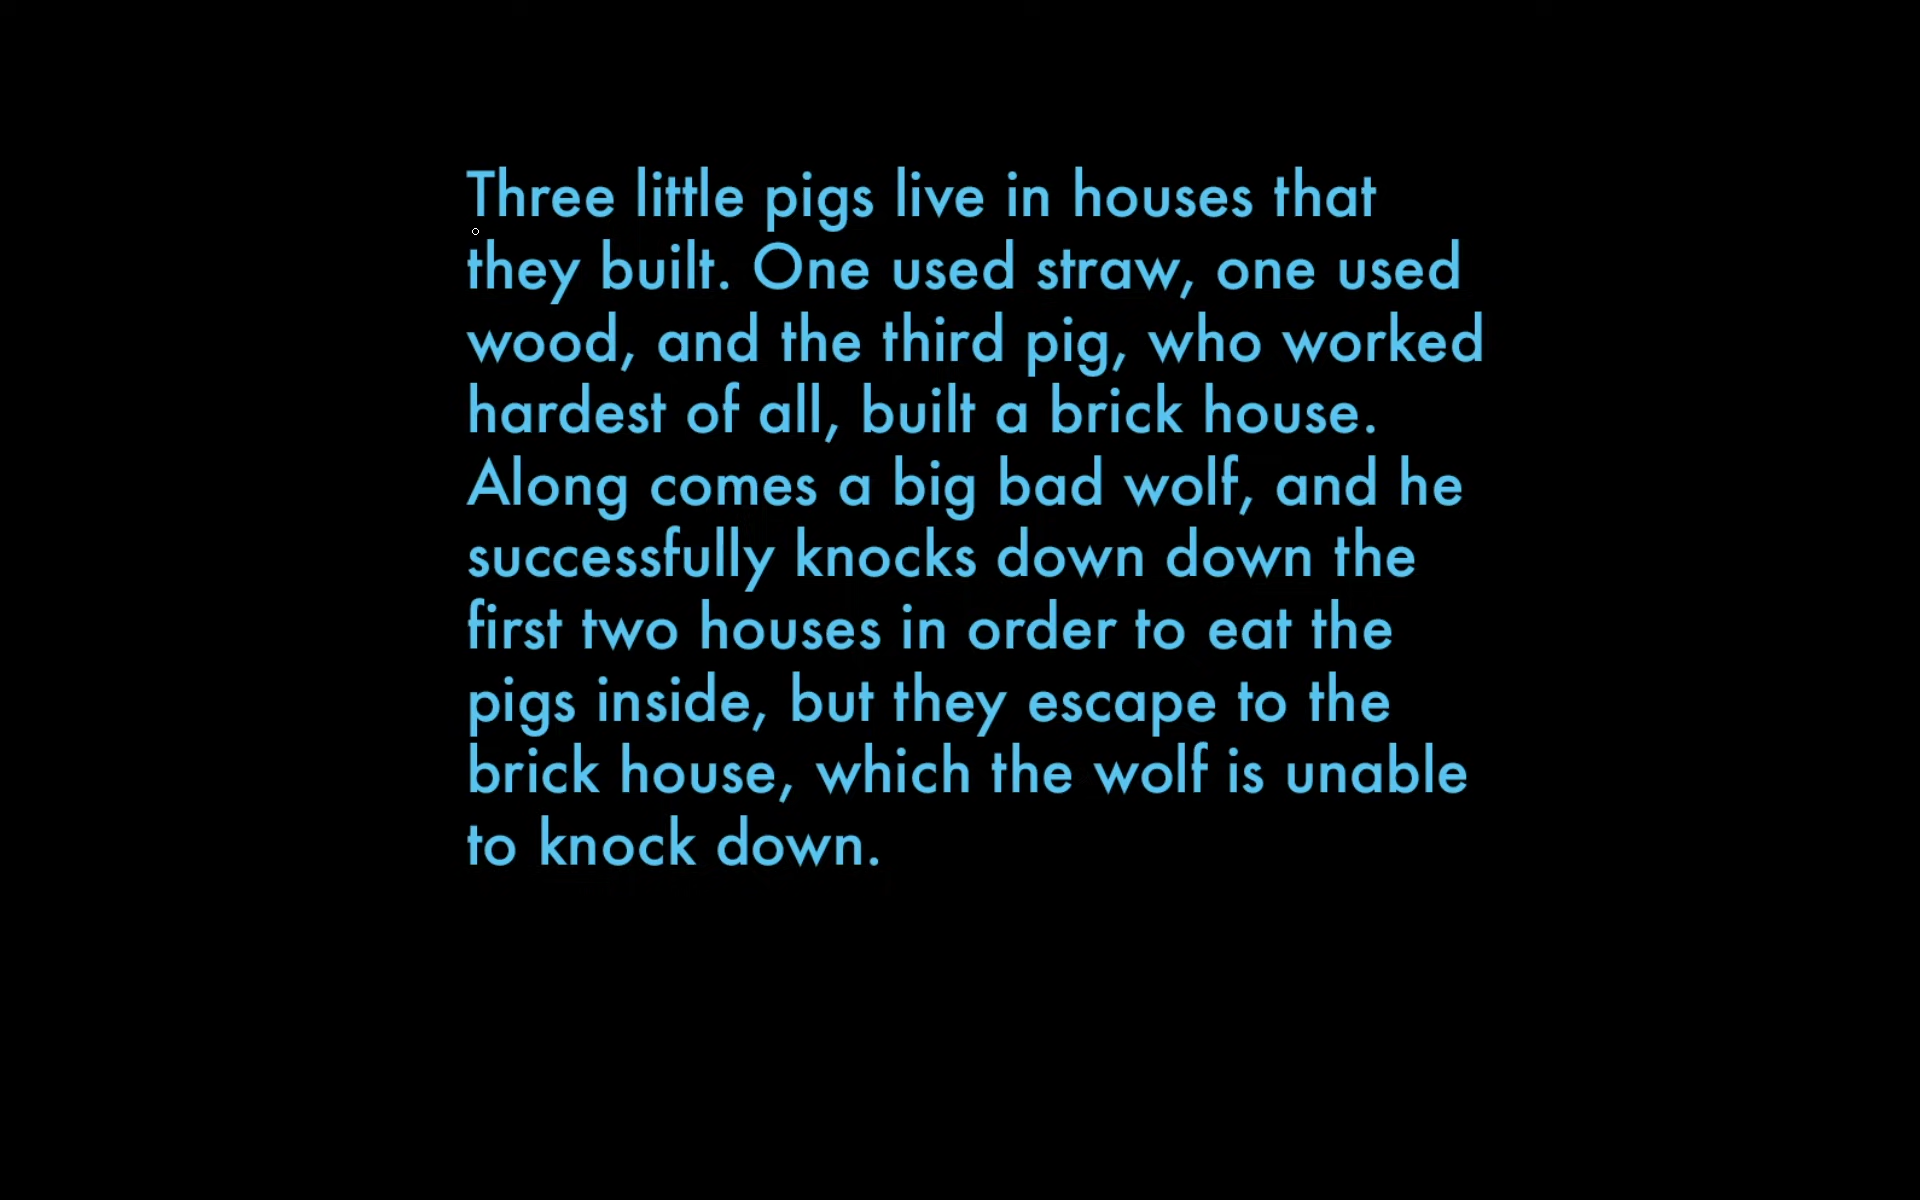 Three little pigs live in houses that
they built. One used straw, one used
wood, and the third pig, who worked
hardest of all, built a brick house.
Along comes a big bad wolf, and he
successfully knocks down down the
first two houses in order to eat the
pigs inside, but they escape to the
brick house, which the wolf is unable
to knock down.